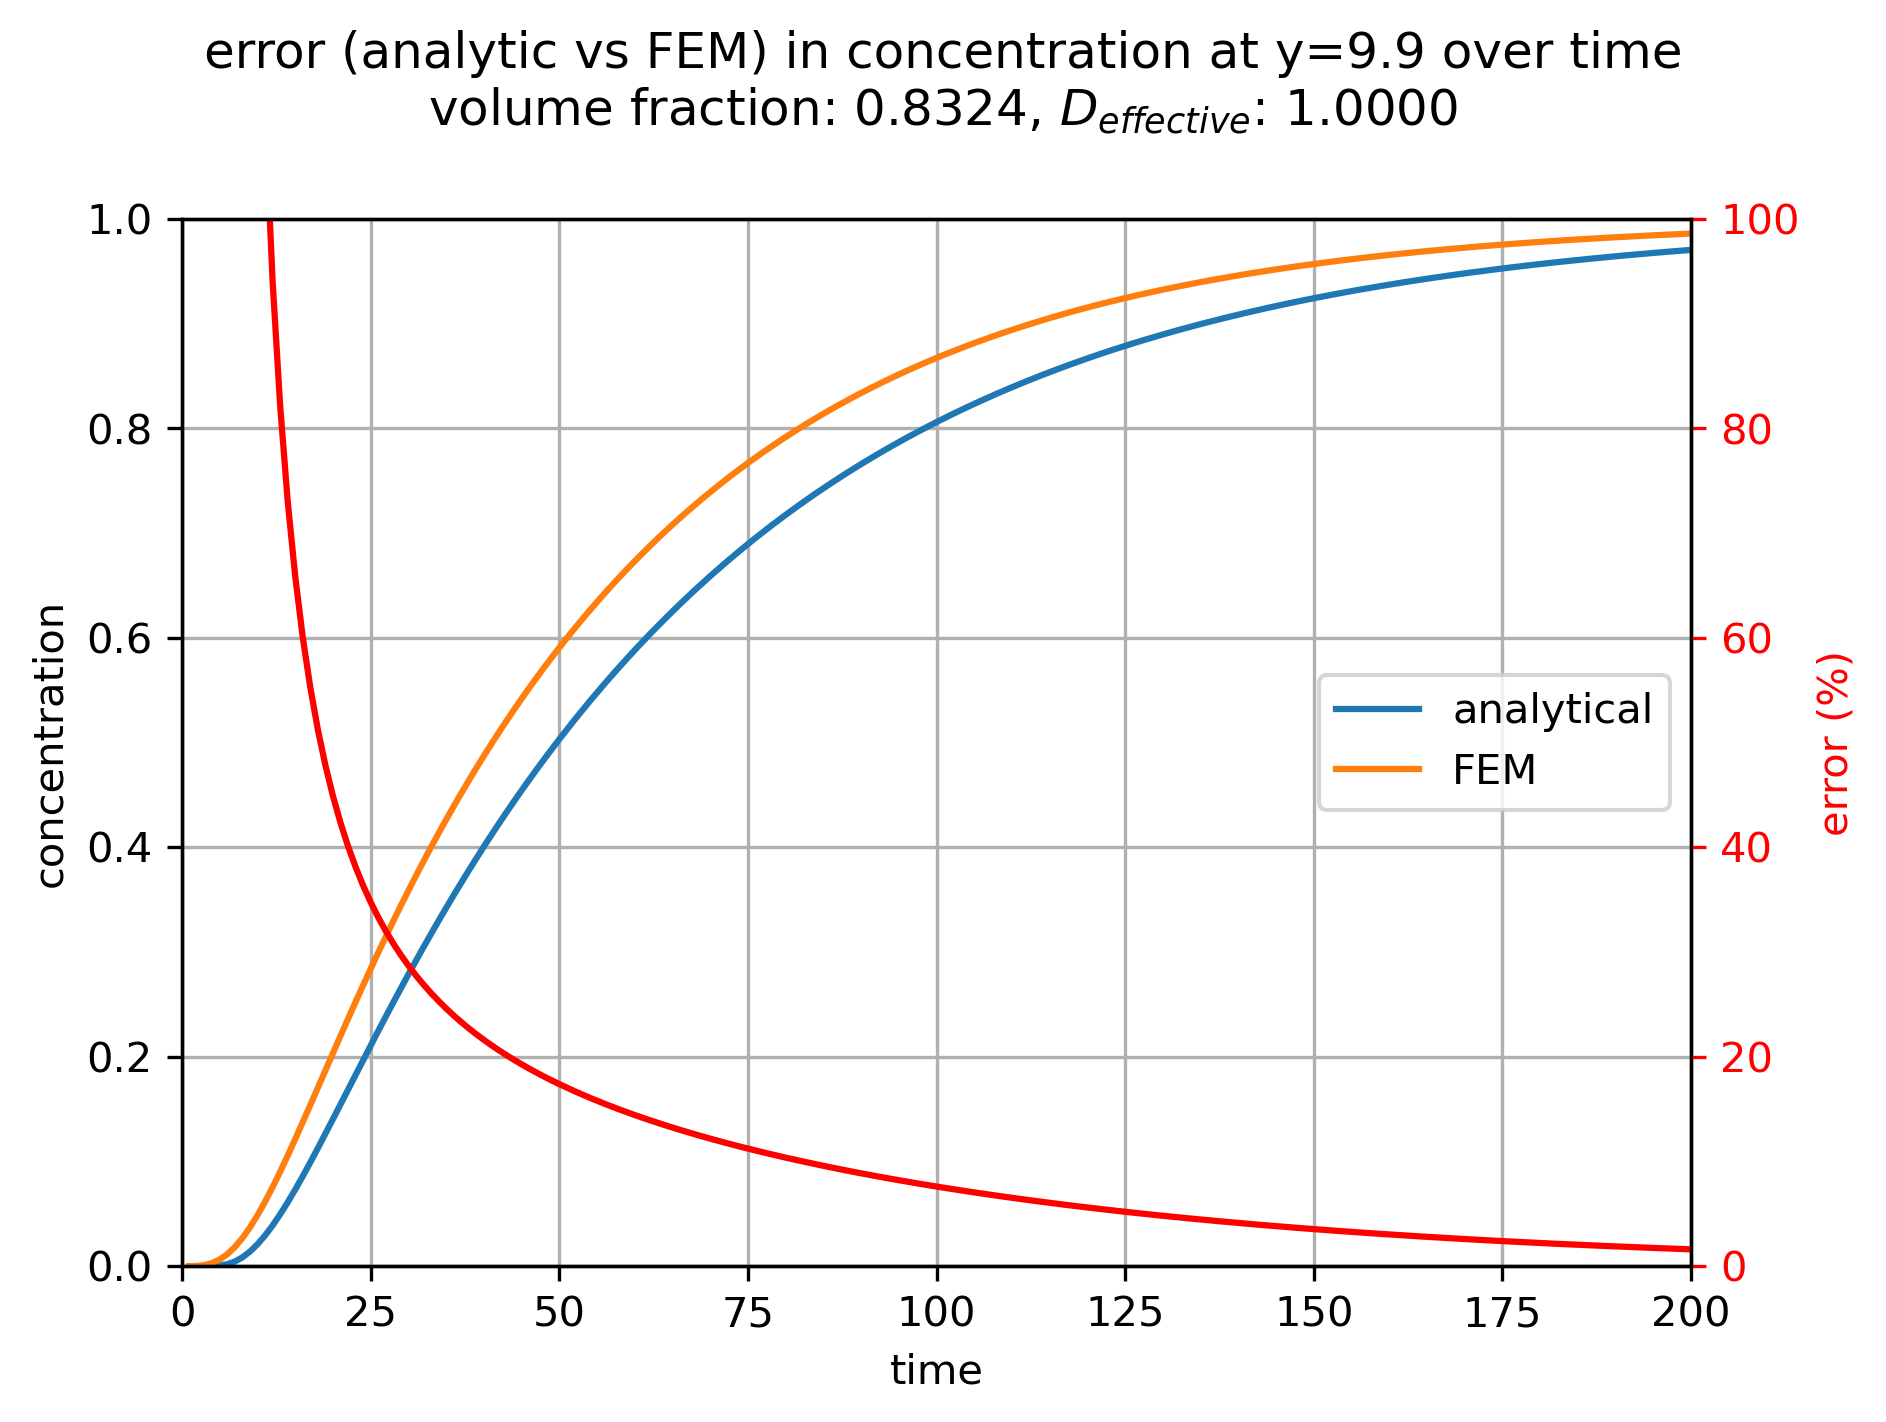 error (analytic vs FEM) in concentration at y=9.9 over time
volume fraction: 0.8324, D_effective: 1.0000
1.0
0.8
0.6
0.4
0.2
0.0
concentration
0 25 50 75 100 125 150 175 200
time
analytical
FEM
100
80
60
40
20
0
error (%)